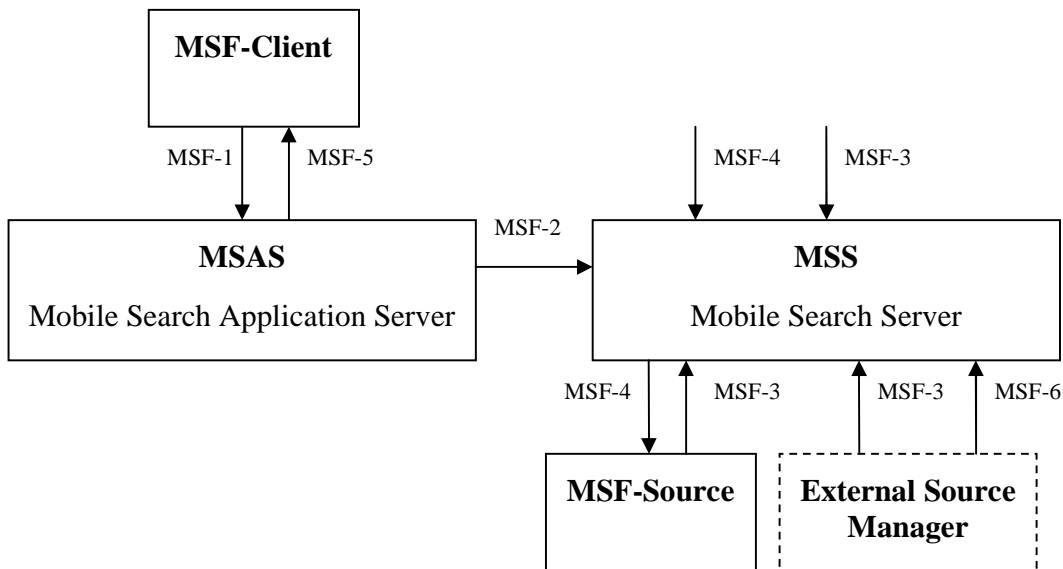 MSF-Client
MSF-1
MSF-5
MSF-4
MSF-3
MSF-2
MSAS
Mobile Search Application Server
MSS
Mobile Search Server
MSF-4
MSF-3
MSF-3
MSF-6
MSF-Source
External Source
Manager